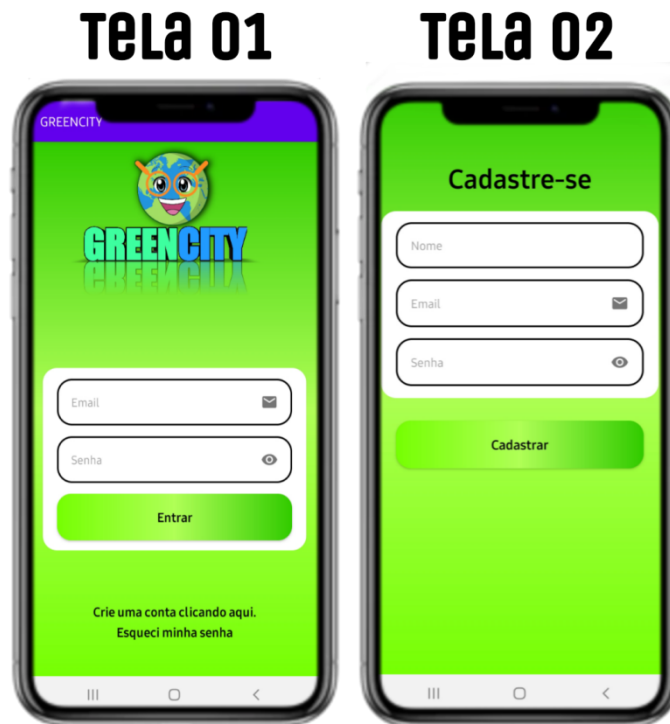 Tela 01
GREENCITY
GREENCITY
Email
Senha
Entrar
Crie uma conta clicando aqui.
Esqueci minha senha
Tela 02
Cadastre-se
Nome
Email
Senha
Cadastrar